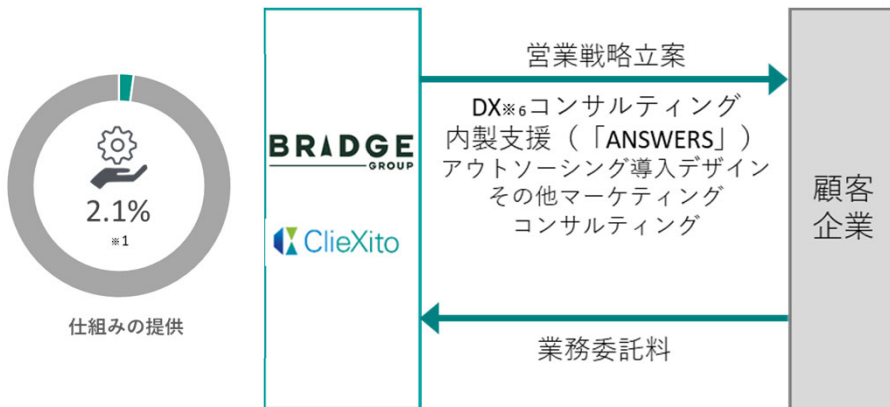 2.1%
※1
仕組みの提供
BRIDGE
GROUP
ClieXito
営業戦略立案
DX※6コンサルティング
内製支援（「ANSWERS」）
アウトソーシング導入デザイン
その他マーケティング
コンサルティング
業務委託料
顧客
企業